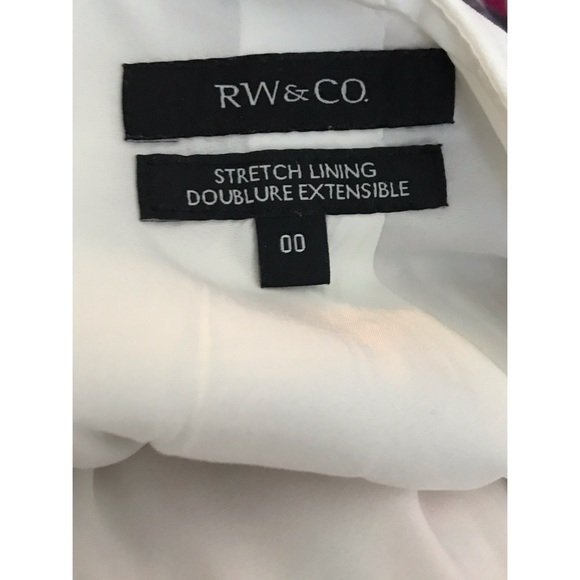 RW&CO.
STRETCH LINING
DOUBLURE EXTENSIBLE
00